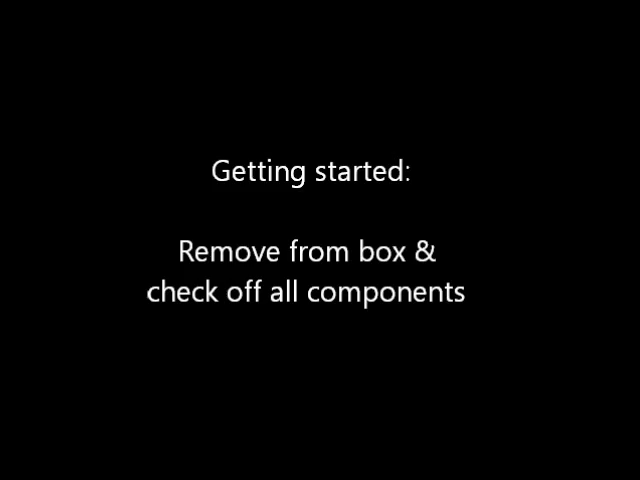 Getting started:
Remove from box &
check off all components